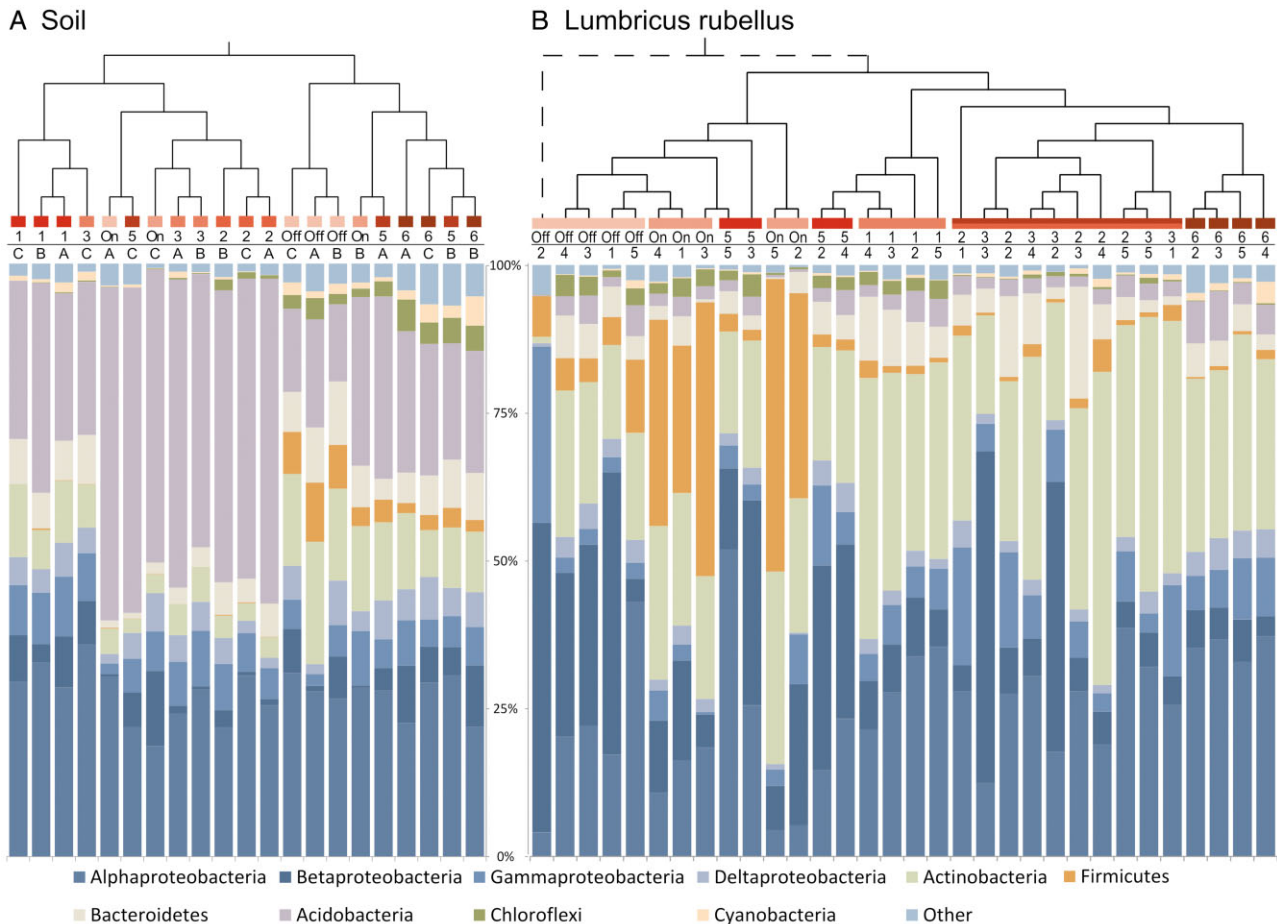 A Soil
B Lumbricus rubellus
1 1 1 3 On 5 On 3 3 2 2 2 Off Off Off On 5 6 6 5 6
C B A C A C C A B B C A C A B B A A C B B
Off Off Off Off Off On On On 5 5 On On 5 5 1 1 1 1 2 3 2 3 3 2 2 2 3 3 6 6 6 6
2 4 3 1 5 4 1 3 1 3 5 2 2 4 4 3 2 5 1 3 2 4 2 3 4 5 5 1 2 3 5 4
100%
75%
50%
25%
0%
Alphaproteobacteria Betaproteobacteria Gammaproteobacteria Deltaproteobacteria Actinobacteria Firmicutes
Bacteroidetes Acidobacteria Chloroflexi Cyanobacteria Other